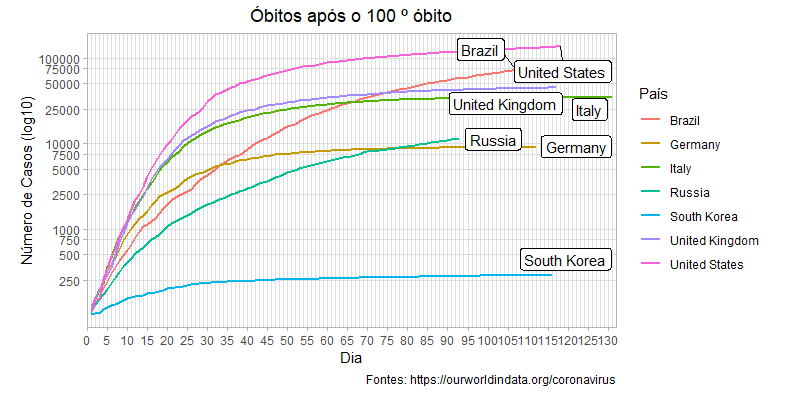 Óbitos após o 100 º óbito
Número de Casos (log10)
100000
75000
50000
25000
10000
7500
5000
2500
1000
750
500
250
Brazil
United States
United Kingdom
Italy
Russia
Germany
South Korea
0 5 10 15 20 25 30 35 40 45 50 55 60 65 70 75 80 85 90 95 100 105 110 115 120 125 130
Dia
País
Brazil
Germany
Italy
Russia
South Korea
United Kingdom
United States
Fontes: https://ourworldindata.org/coronavirus